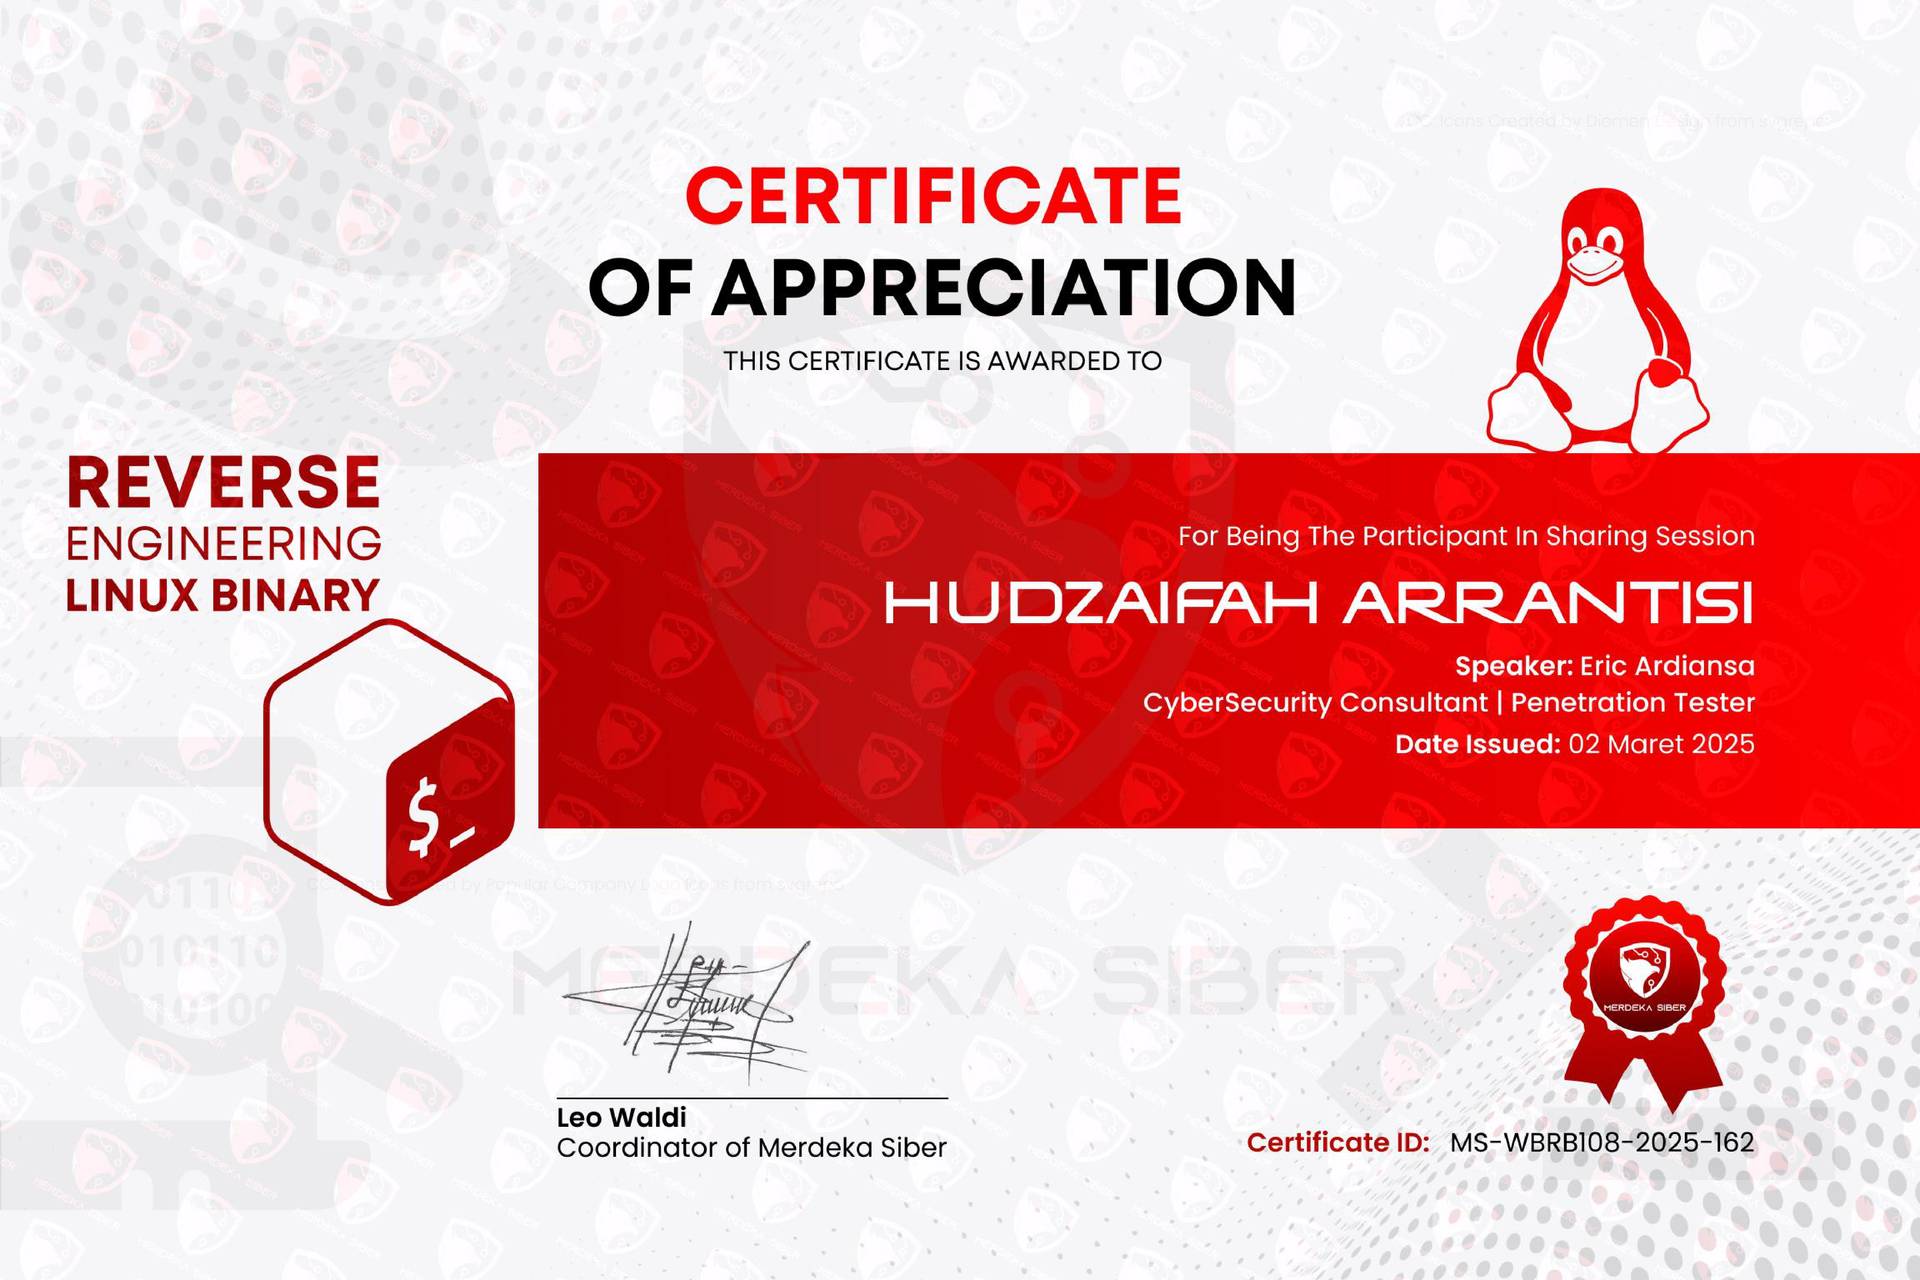 CERTIFICATE
OF APPRECIATION
THIS CERTIFICATE IS AWARDED TO
REVERSE
ENGINEERING
LINUX BINARY
$_
For Being The Participant In Sharing Session
HUDZAIFAH ARRANTISI
Speaker: Eric Ardiansa
CyberSecurity Consultant | Penetration Tester
Date Issued: 02 Maret 2025
010110
MERDEKA SIBER
MERDEKA SIBER
Leo Waldi
Coordinator of Merdeka Siber
Certificate ID: MS-WBRB108-2025-162